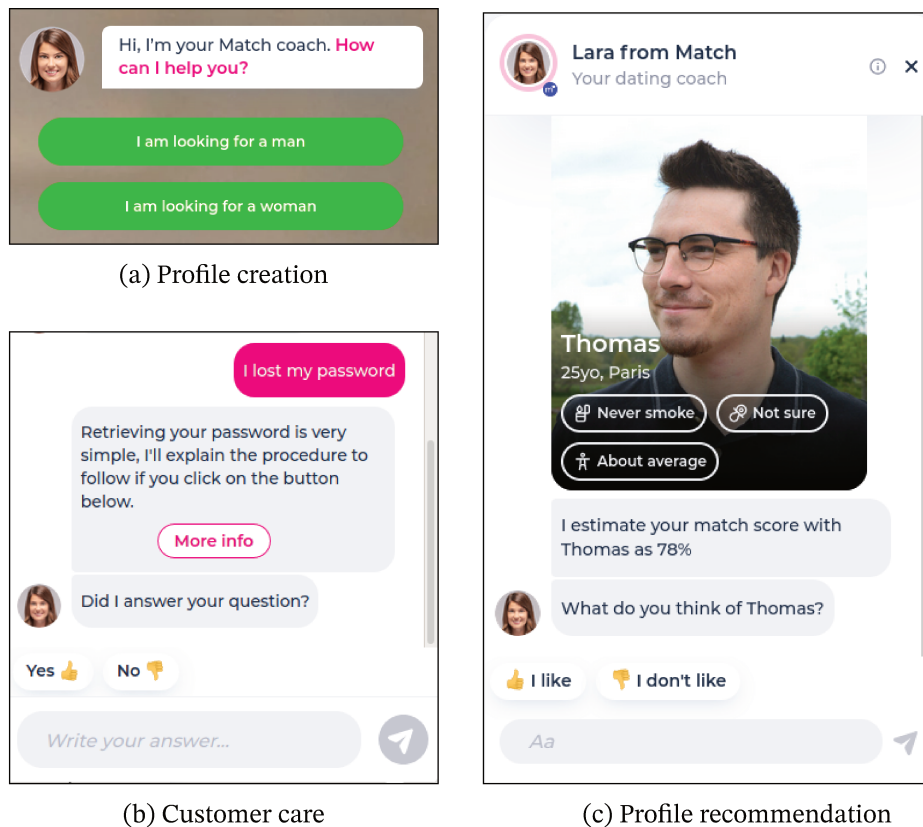 Hi, I'm your Match coach. How
can I help you?
I am looking for a man
I am looking for a woman
(a) Profile creation
I lost my password
Retrieving your password is very
simple, I'll explain the procedure to
follow if you click on the button
below.
More info
Did I answer your question?
Yes 👍 No 👎
Write your answer...
(b) Customer care
Lara from Match
Your dating coach
Thomas
25yo, Paris
Never smoke Not sure
About average
I estimate your match score with
Thomas as 78%
What do you think of Thomas?
👍 I like 👎 I don't like
Aa
(c) Profile recommendation